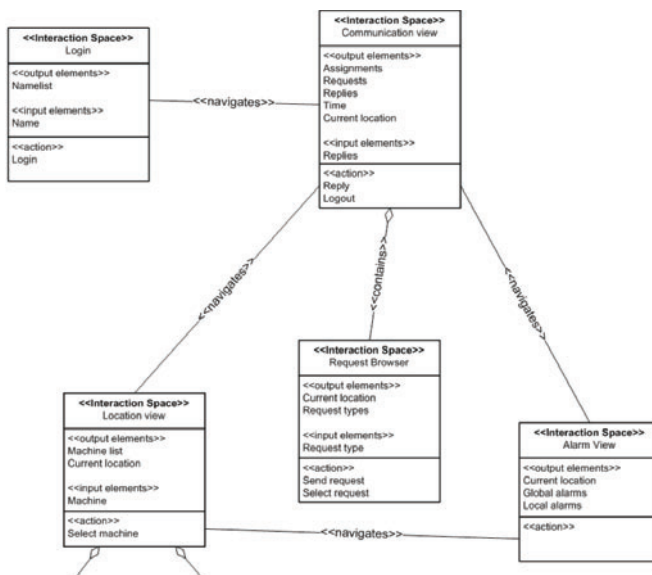 <<Interaction Space>>
Login
<<output elements>>
Namelist
<<input elements>>
Name
<<action>>
Login
<<navigates>>
<<Interaction Space>>
Communication view
<<output elements>>
Assignments
Requests
Replies
Time
Current location
<<input elements>>
Replies
<<action>>
Reply
Logout
<<navigates>>
<<contains>>
<<navigates>>
<<Interaction Space>>
Request Browser
<<output elements>>
Current location
Request types
<<input elements>>
Request type
<<action>>
Send request
Select request
<<Interaction Space>>
Location view
<<output elements>>
Machine list
Current location
<<input elements>>
Machine
<<action>>
Select machine
<<navigates>>
<<Interaction Space>>
Alarm View
<<output elements>>
Current location
Global alarms
Local alarms
<<action>>